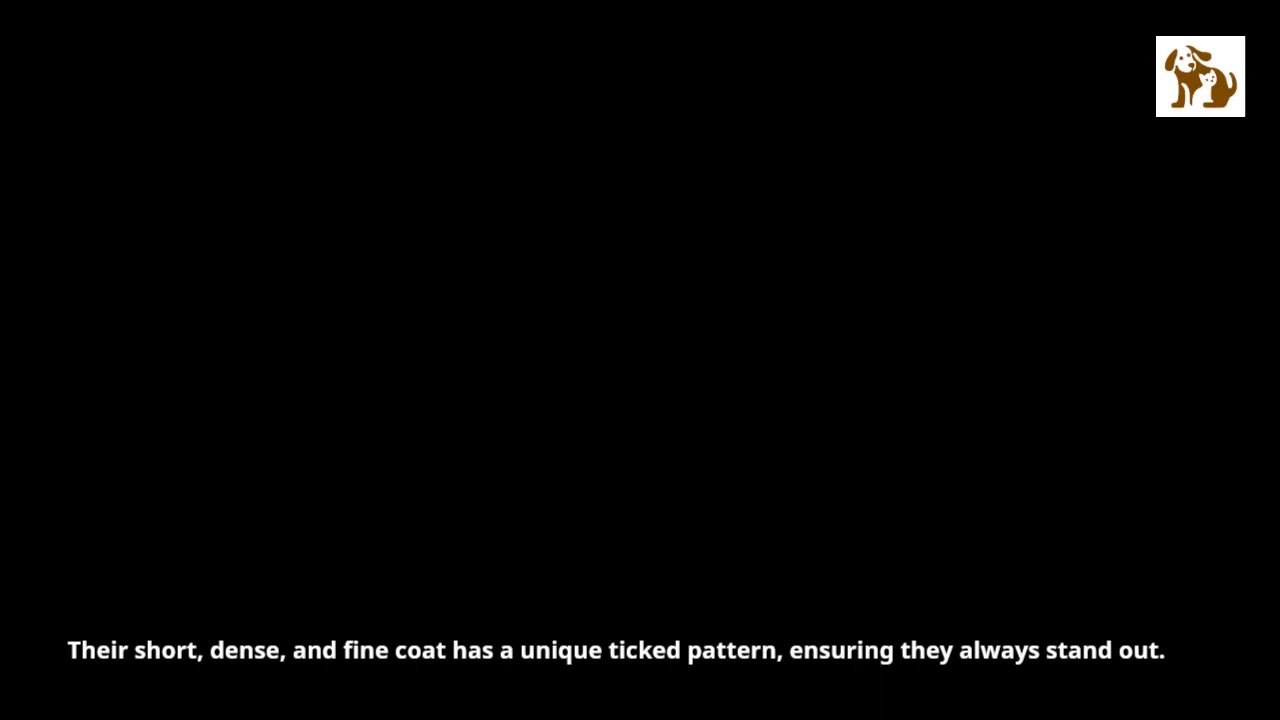 Their short, dense, and fine coat has a unique ticked pattern, ensuring they always stand out.